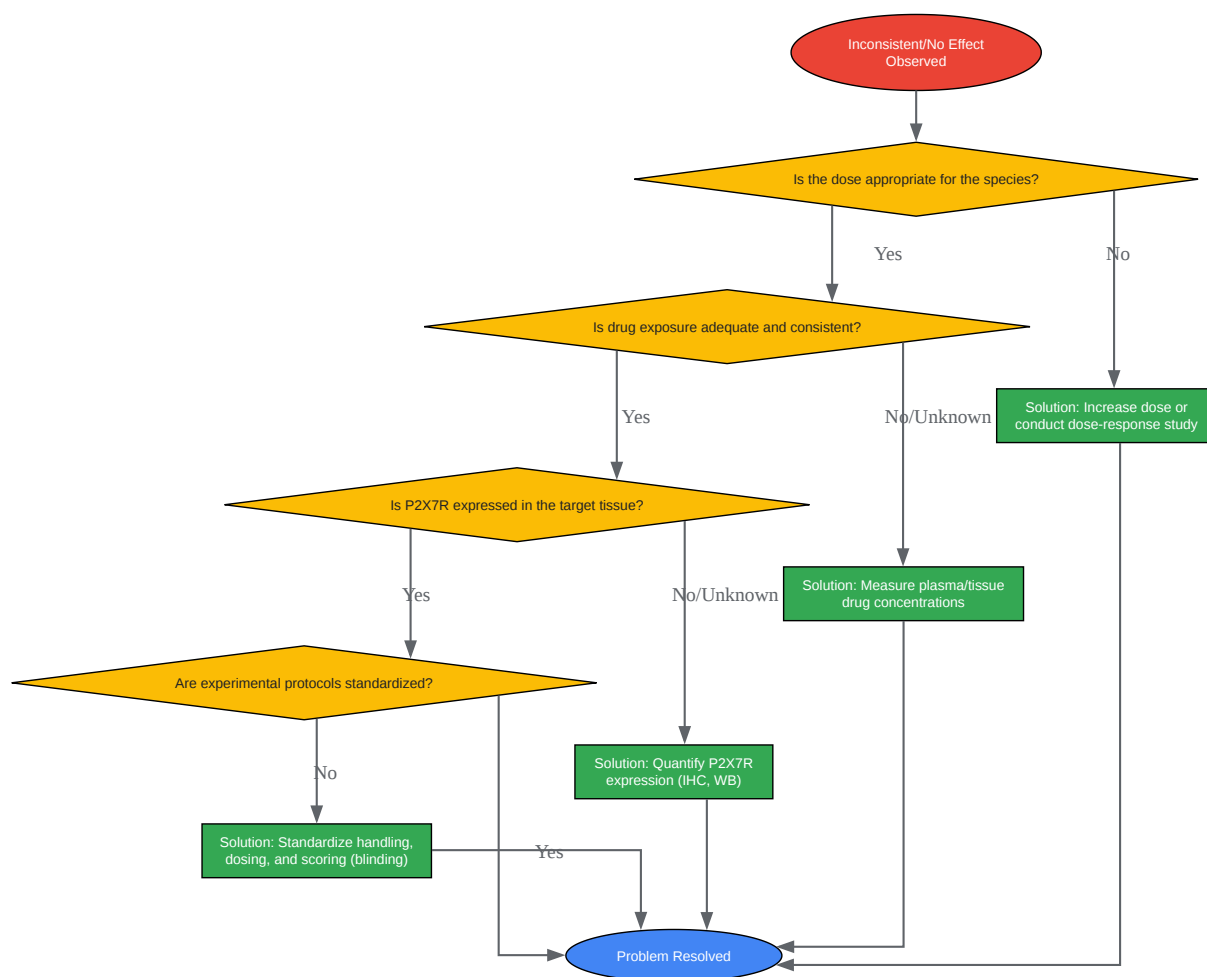 Inconsistent/No Effect
Observed
Is the dose appropriate for the species?
Yes
No
Is drug exposure adequate and consistent?
Solution: Increase dose or
conduct dose-response study
Yes
No/Unknown
Is P2X7R expressed in the target tissue?
Solution: Measure plasma/tissue
drug concentrations
Yes
No/Unknown
Are experimental protocols standardized?
Solution: Quantify P2X7R
expression (IHC, WB)
No
Solution: Standardize handling,
dosing, and scoring (blinding)
Yes
Problem Resolved